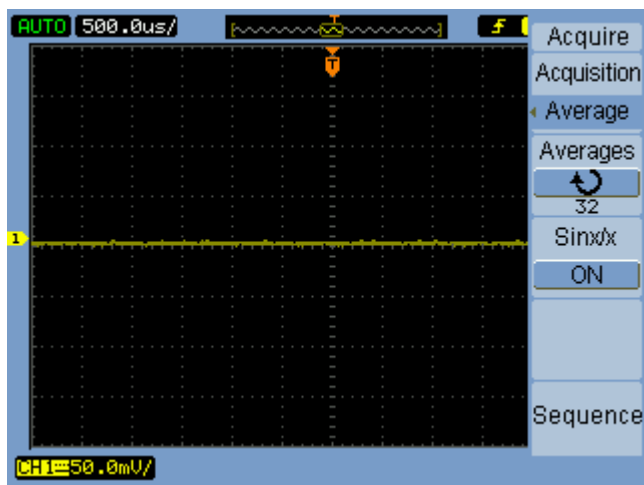 AUTO 500.0us/
T
T
1
Acquire
Acquisition
Average
Averages
32
Sinx/x
ON
Sequence
CH1 50.0mV/